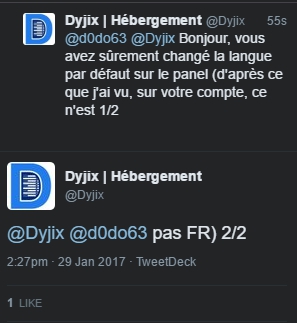 Dyjix | Hébergement @Dyjix 55s
@d0do63 @Dyjix Bonjour, vous
avez sûrement changé la langue
par défaut sur le panel (d'après ce
que j'ai vu, sur votre compte, ce
n'est 1/2
Dyjix | Hébergement
@Dyjix
@Dyjix @d0do63 pas FR) 2/2
2:27pm · 29 Jan 2017 · TweetDeck
1 LIKE